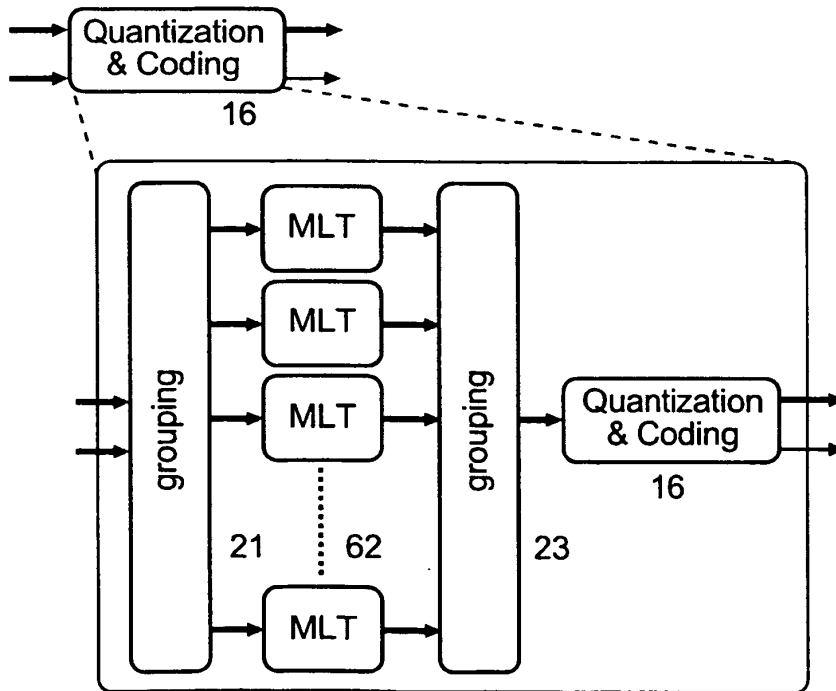 Quantization
& Coding
16
MLT
MLT
MLT
grouping
grouping
Quantization
& Coding
16
21
62
23
MLT